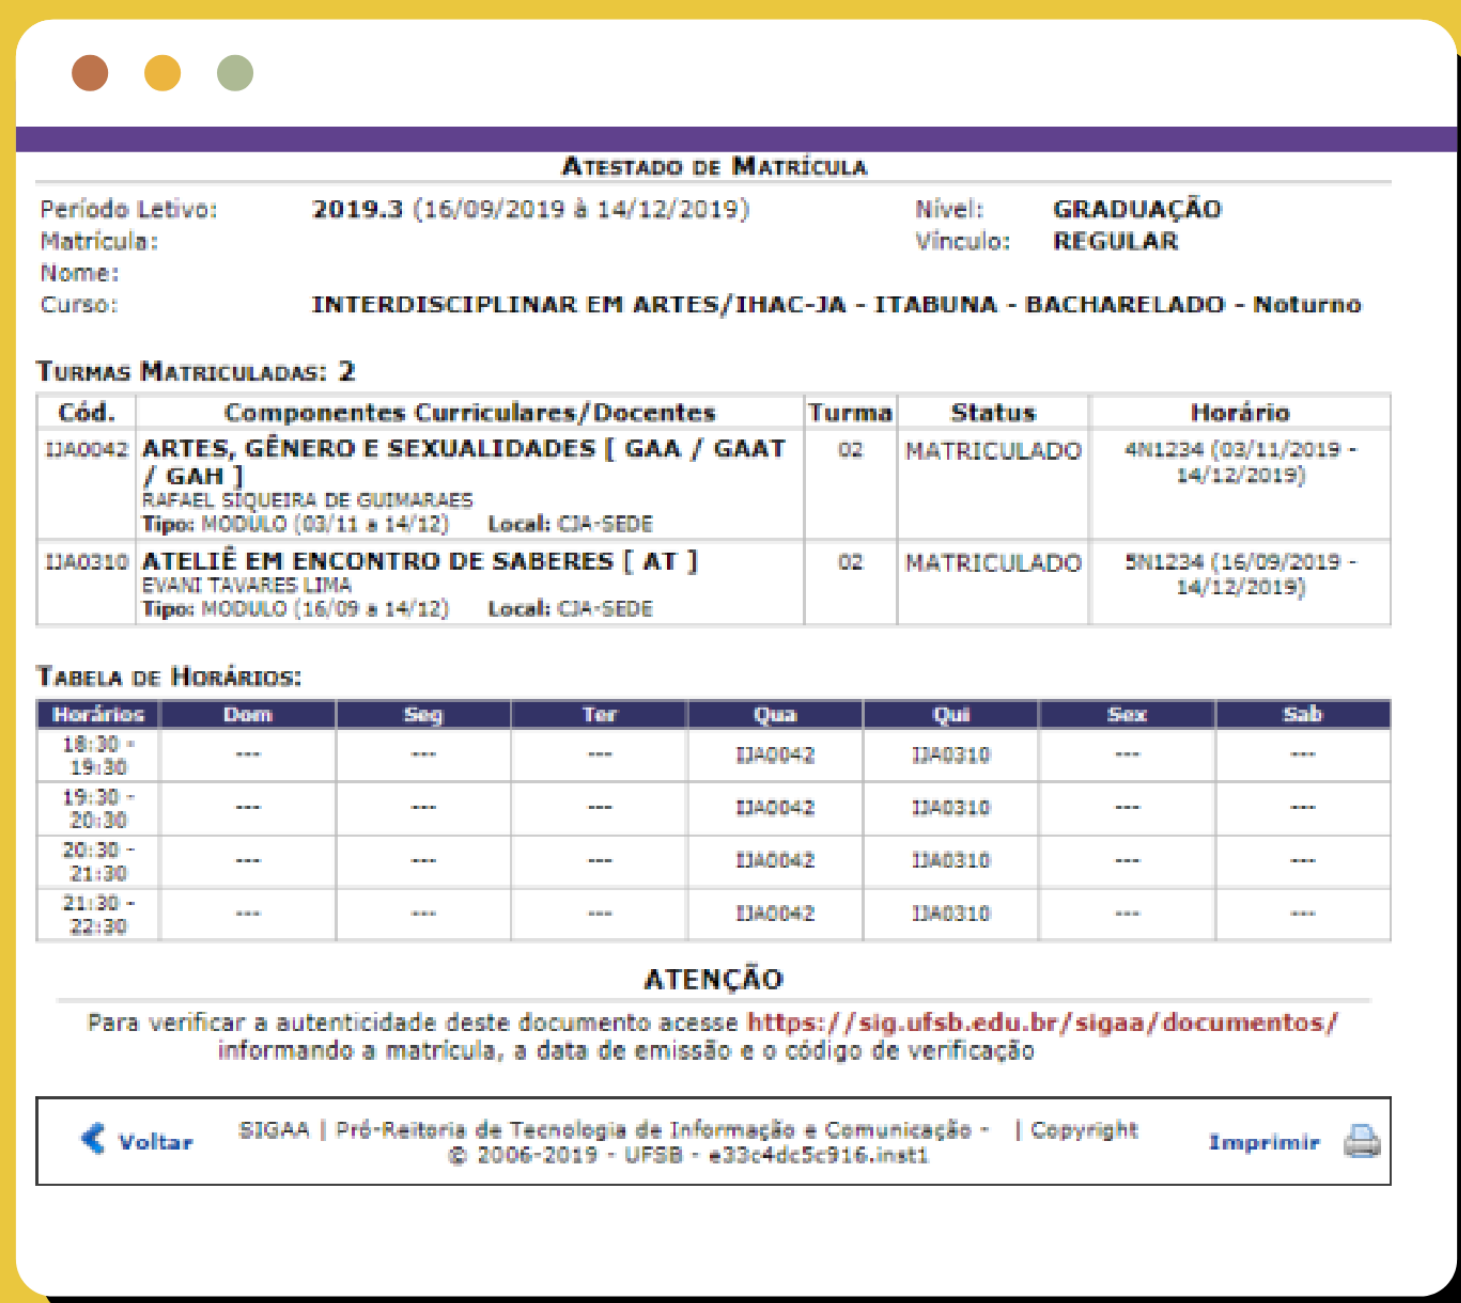 ATESTADO DE MATRÍCULA
Período Letivo: 2019.3 (16/09/2019 à 14/12/2019) Nível: GRADUAÇÃO
Matrícula: Vínculo: REGULAR
Nome:
Curso: INTERDISCIPLINAR EM ARTES/IHAC-JA - ITABUNA - BACHARELADO - Noturno
TURMAS MATRICULADAS: 2
Cód. Componentes Curriculares/Docentes Turma Status Horário
IJA0042 ARTES, GÊNERO E SEXUALIDADES [ GAA / GAAT 02 MATRICULADO 4N1234 (03/11/2019 -
/ GAH ] 14/12/2019)
RAFAEL SIQUEIRA DE GUIMARAES
Tipo: MODULO (03/11 a 14/12) Local: CJA-SEDE
IJA0310 ATELIÊ EM ENCONTRO DE SABERES [ AT ] 02 MATRICULADO 5N1234 (16/09/2019 -
EVANI TAVARES LIMA 14/12/2019)
Tipo: MODULO (16/09 a 14/12) Local: CJA-SEDE
TABELA DE HORÁRIOS:
Horários Dom Seg Ter Qua Qui Sex Sab
18:30 -
19:30 --- --- --- IJA0042 IJA0310 --- ---
19:30 -
20:30 --- --- --- IJA0042 IJA0310 --- ---
20:30 -
21:30 --- --- --- IJA0042 IJA0310 --- ---
21:30 -
22:30 --- --- --- IJA0042 IJA0310 --- ---
ATENÇÃO
Para verificar a autenticidade deste documento acesse https://sig.ufsb.edu.br/sigaa/documentos/
informando a matrícula, a data de emissão e o código de verificação
Voltar SIGAA | Pró-Reitoria de Tecnologia de Informação e Comunicação - | Copyright Imprimir
© 2006-2019 - UFSB - e33c4dc5c916.inst1